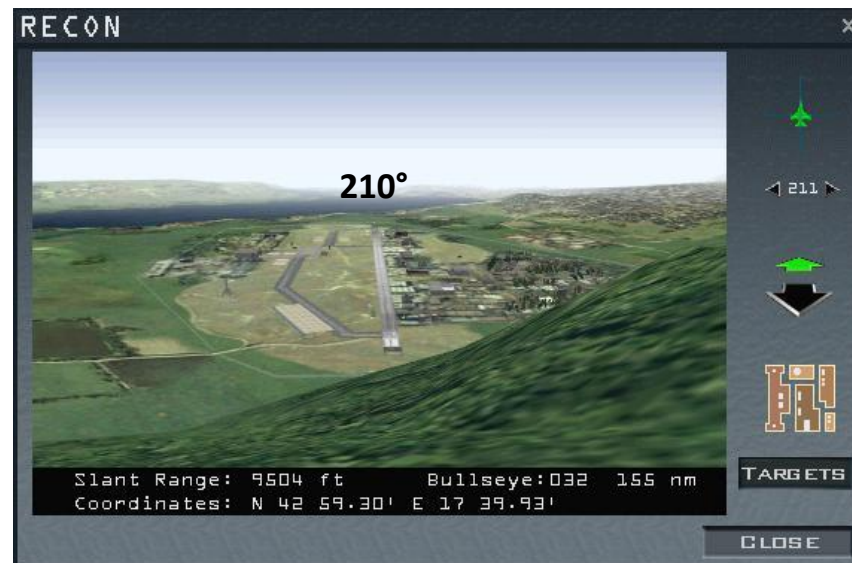 RECON
×
210°
211
Slant Range: 9504 ft Bullseye:032 155 nm
Coordinates: N 42 59.30' E 17 39.93'
TARGETS
CLOSE